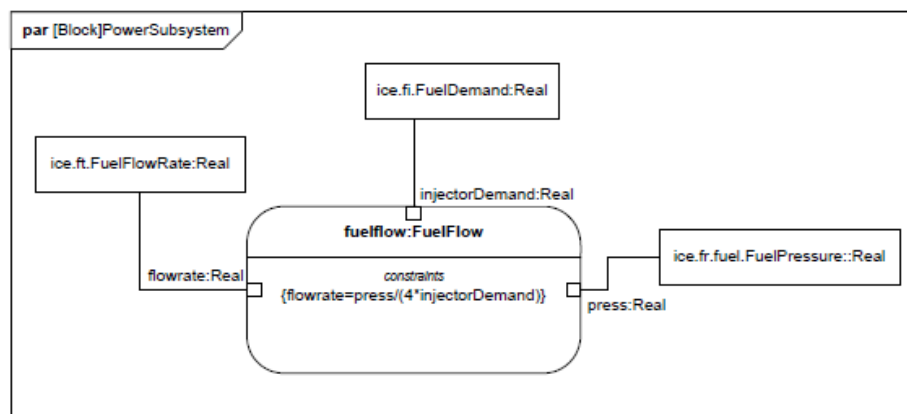 par [Block]PowerSubsystem
ice.fi.FuelDemand:Real
ice.ft.FuelFlowRate:Real
injectorDemand:Real
fuelflow:FuelFlow
ice.fr.fuel.FuelPressure::Real
flowrate:Real
constraints
{flowrate=press/(4*injectorDemand)}
press:Real